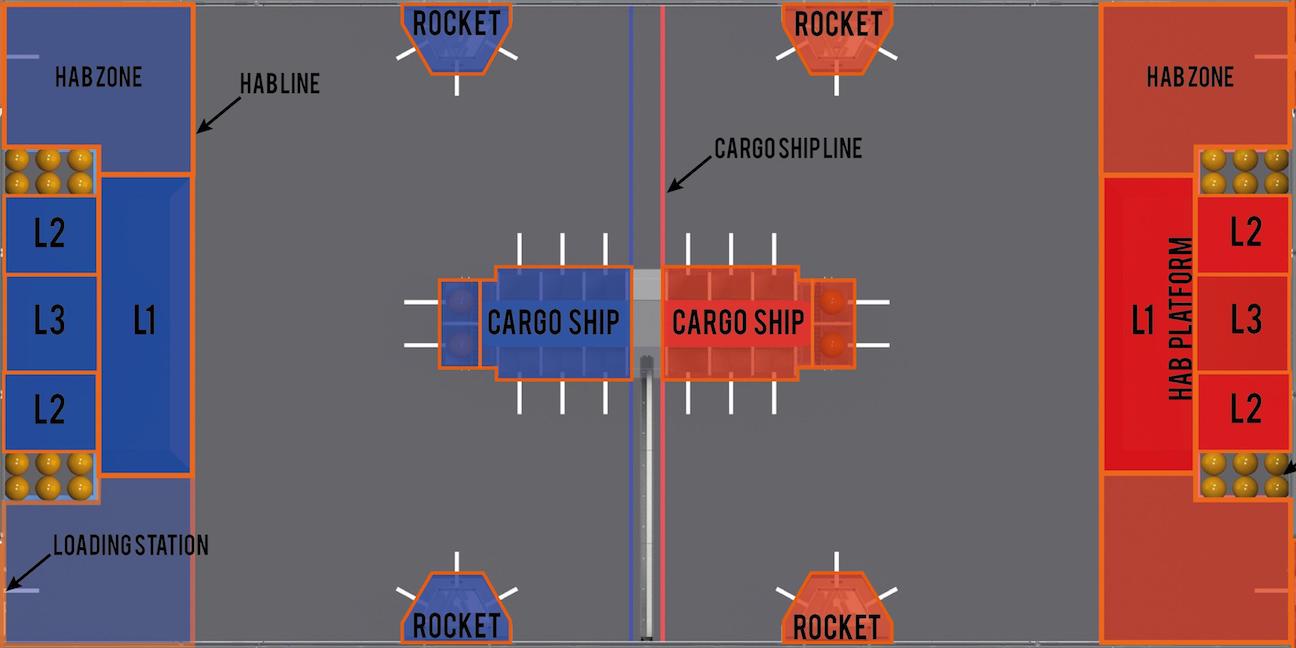 ROCKET
ROCKET
HAB ZONE
HAB LINE
HAB ZONE
CARGO SHIP LINE
L2
L2
L3
L1
CARGO SHIP
CARGO SHIP
L1
HAB PLATFORM
L3
L2
L2
LOADING STATION
ROCKET
ROCKET